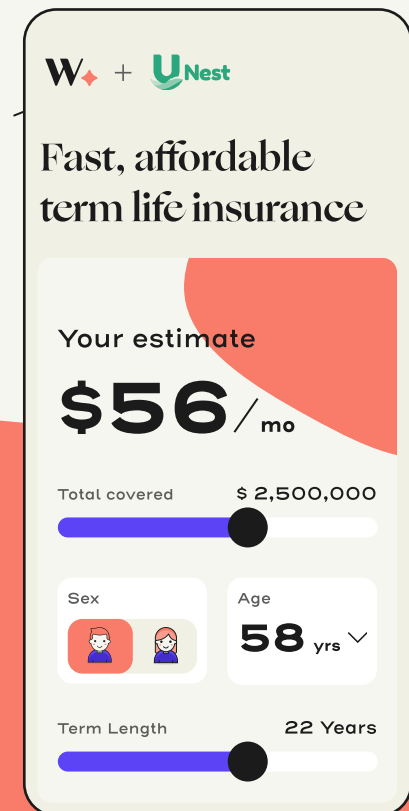 W + UNest
Fast, affordable
term life insurance
Your estimate
$56/mo
Total covered $ 2,500,000
Sex Age
58 yrs
Term Length 22 Years